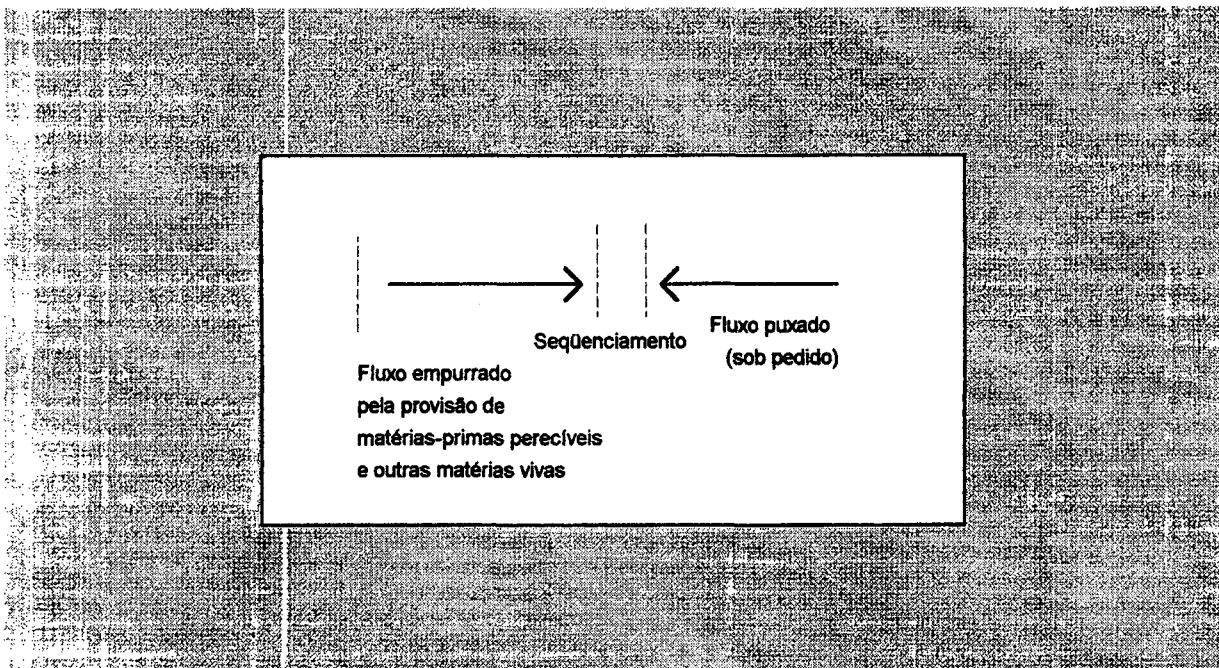 Seqüenciamento
Fluxo puxado
(sob pedido)
Fluxo empurrado
pela provisão de
matérias-primas perecíveis
e outras matérias vivas